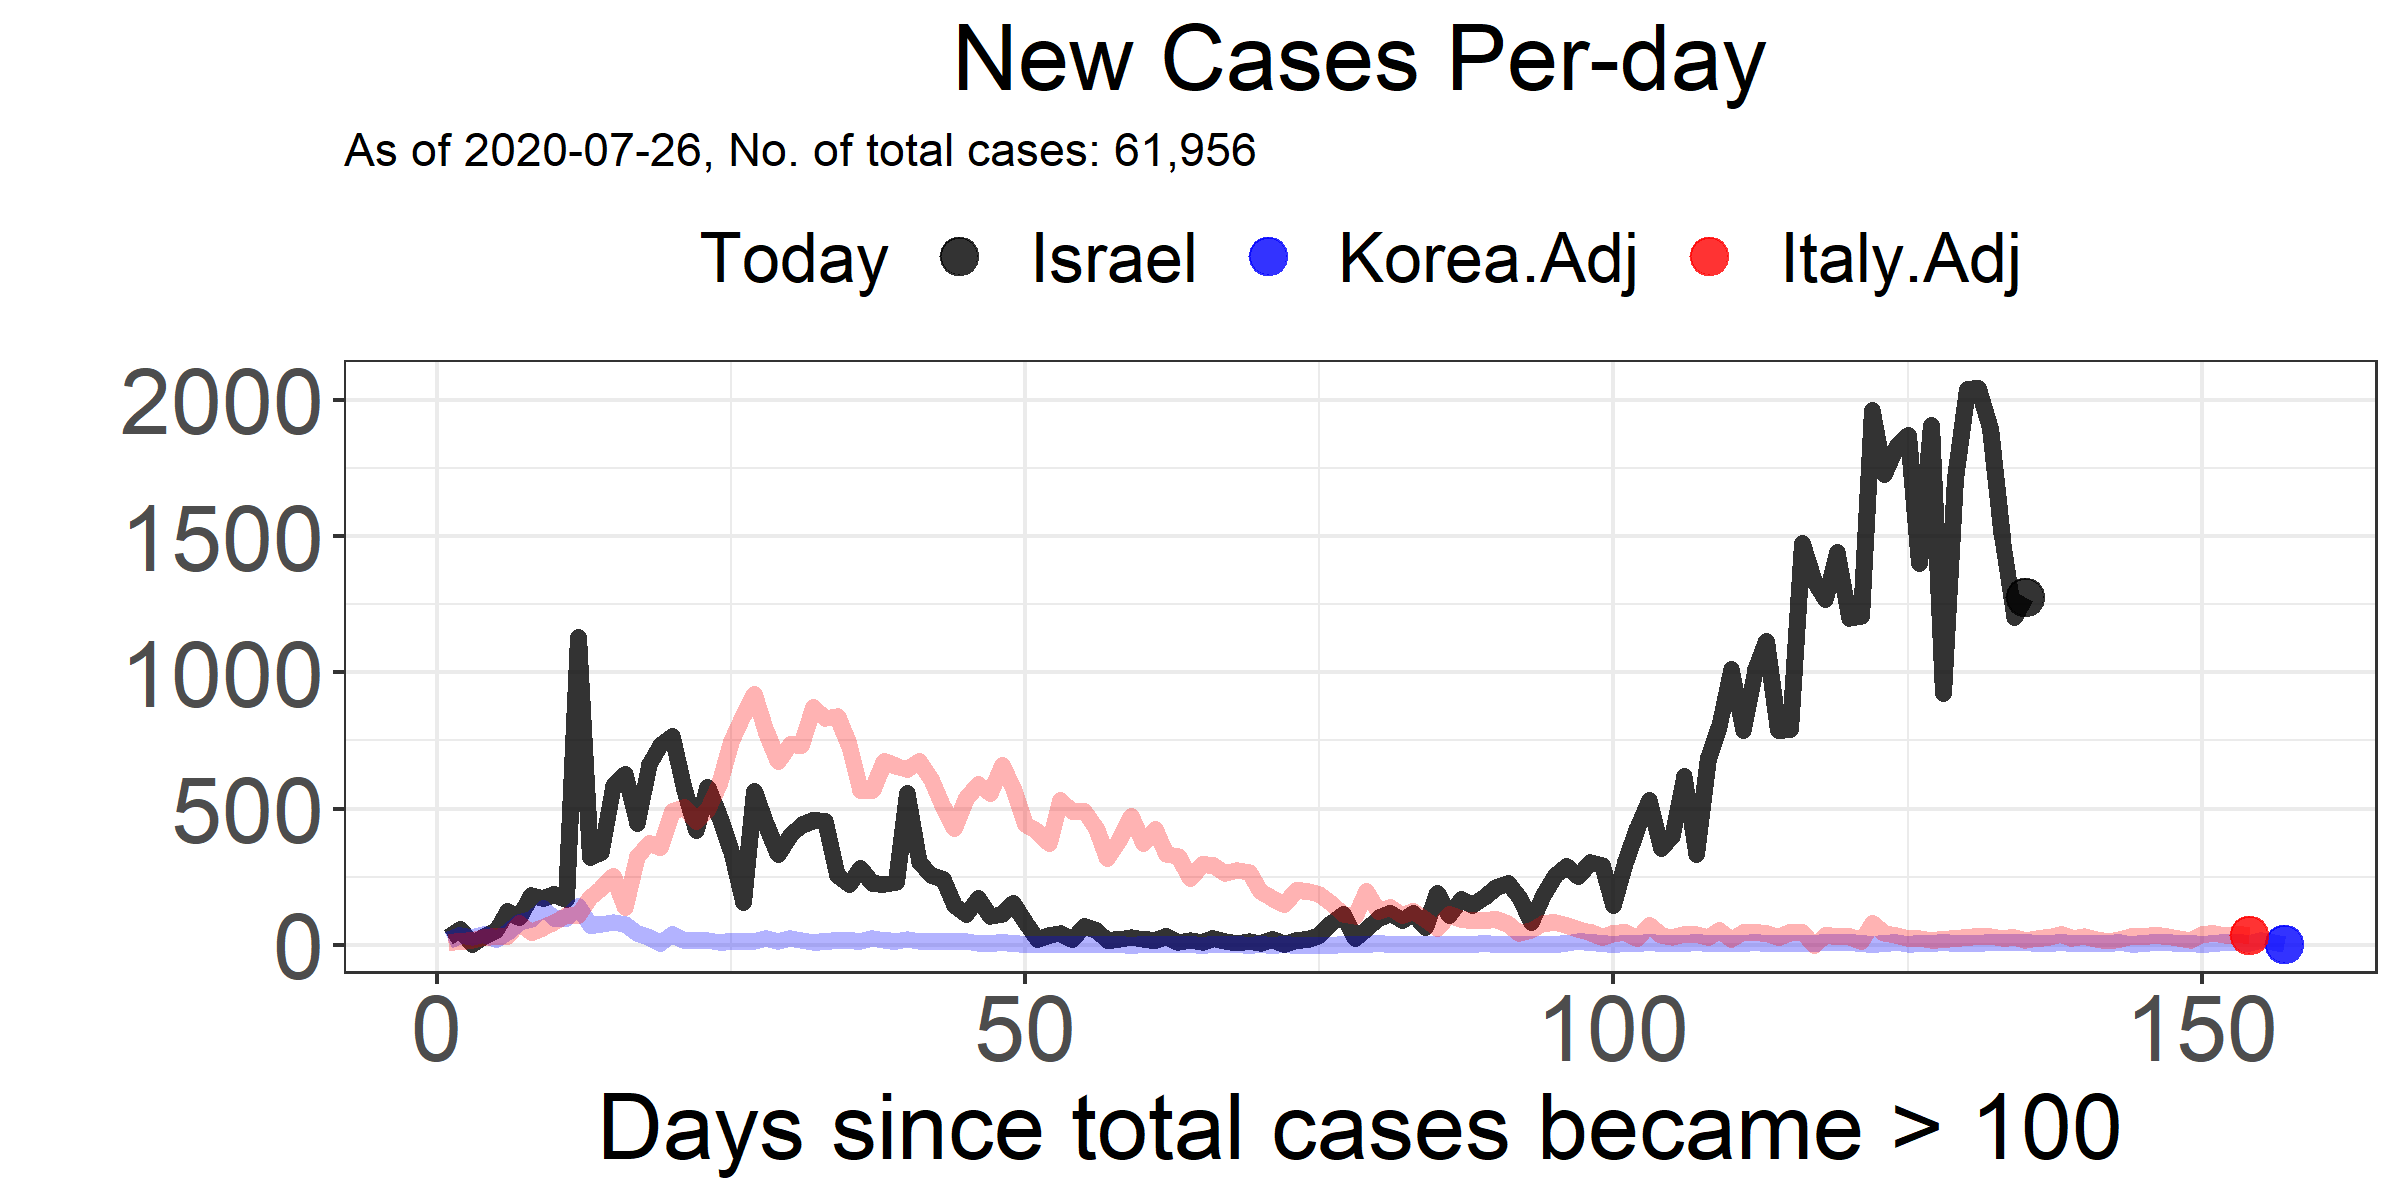 New Cases Per-day
As of 2020-07-26, No. of total cases: 61,956
Today Israel Korea.Adj Italy.Adj
2000
1500
1000
500
0
0 50 100 150
Days since total cases became > 100